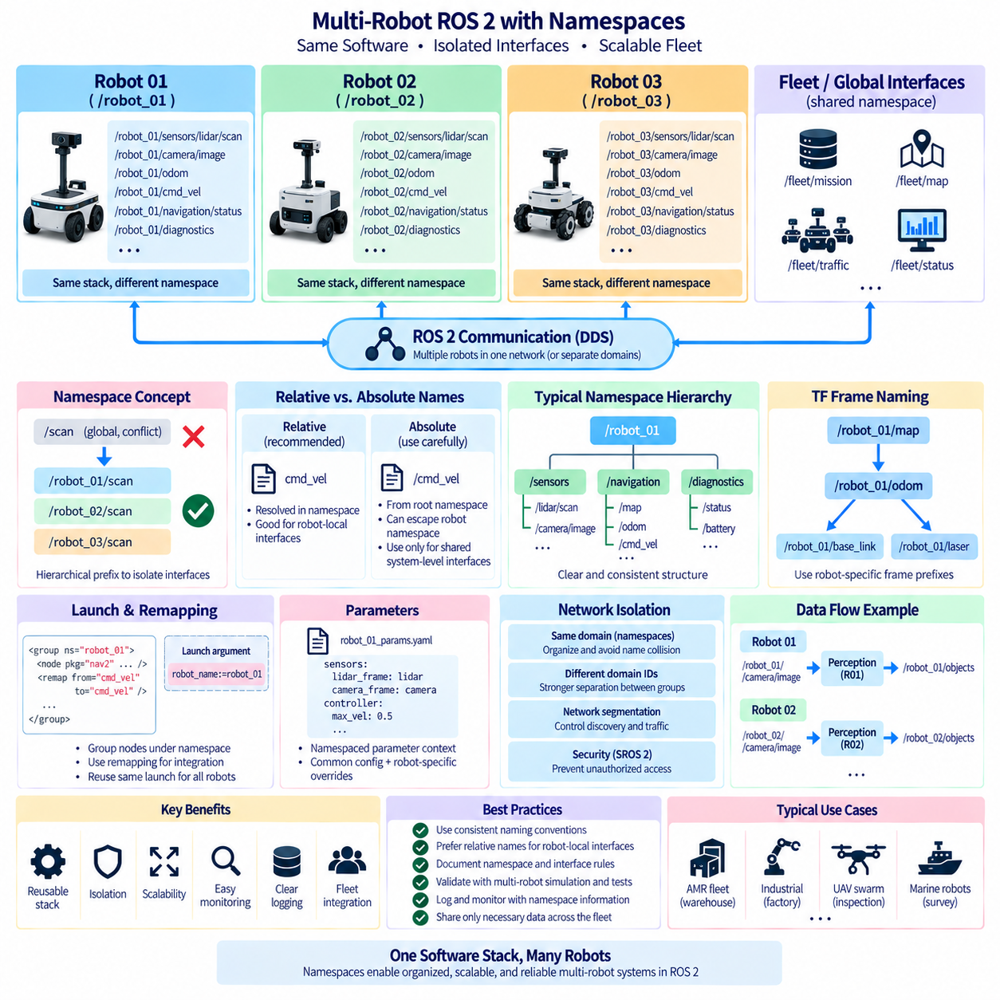 Multi-Robot ROS 2 with Namespaces
Same Software • Isolated Interfaces • Scalable Fleet
Robot 01
( /robot_01 )
/robot_01/sensors/lidar/scan
/robot_01/camera/image
/robot_01/odom
/robot_01/cmd_vel
/robot_01/navigation/status
/robot_01/diagnostics
...
Same stack, different namespace
Robot 02
( /robot_02 )
/robot_02/sensors/lidar/scan
/robot_02/camera/image
/robot_02/odom
/robot_02/cmd_vel
/robot_02/navigation/status
/robot_02/diagnostics
...
Same stack, different namespace
Robot 03
( /robot_03 )
/robot_03/sensors/lidar/scan
/robot_03/camera/image
/robot_03/odom
/robot_03/cmd_vel
/robot_03/navigation/status
/robot_03/diagnostics
...
Same stack, different namespace
Fleet / Global Interfaces
(shared namespace)
/fleet/mission
/fleet/map
/fleet/traffic
/fleet/status
...
ROS 2 Communication (DDS)
Multiple robots in one network (or separate domains)
Namespace Concept
/scan (global, conflict)
/robot_01/scan
/robot_02/scan
/robot_03/scan
Hierarchical prefix to isolate interfaces
Relative vs. Absolute Names
Relative
(recommended)
cmd_vel
• Resolved in namespace
• Good for robot-local
interfaces
Absolute
(use carefully)
/cmd_vel
• From root namespace
• Can escape robot
namespace
• Use only for shared
system-level interfaces
Typical Namespace Hierarchy
/robot_01
/sensors
/lidar/scan
/camera/image
...
/navigation
/map
/odom
/cmd_vel
...
/diagnostics
/status
/battery
...
Clear and consistent structure
TF Frame Naming
/robot_01/map
/robot_01/odom
/robot_01/base_link
/robot_01/laser
Use robot-specific frame prefixes
Launch & Remapping
<group ns="robot_01">
<node pkg="nav2" ... />
<remap from="cmd_vel"
to="cmd_vel" />
...
</group>
Launch argument
robot_name:=robot_01
• Group nodes under namespace
• Use remapping for integration
• Reuse same launch for all robots
Parameters
robot_01_params.yaml
sensors:
lidar_frame: lidar
camera_frame: camera
controller:
max_vel: 0.5
...
• Namespaced parameter context
• Common config + robot-specific
overrides
Network Isolation
Same domain (namespaces)
Organize and avoid name collision
Different domain IDs
Stronger separation between groups
Network segmentation
Control discovery and traffic
Security (SROS 2)
Prevent unauthorized access
Data Flow Example
Robot 01
/robot_01/
/camera/image
Perception
(R01)
/robot_01/objects
Robot 02
/robot_02/
/camera/image
Perception
(R02)
/robot_02/objects
...
Key Benefits
Reusable
stack
Isolation
Scalability
Easy
monitoring
Clear
logging
Fleet
integration
Best Practices
Use consistent naming conventions
Prefer relative names for robot-local interfaces
Document namespace and interface rules
Validate with multi-robot simulation and tests
Log and monitor with namespace information
Share only necessary data across the fleet
Typical Use Cases
AMR fleet
(warehouse)
Industrial
(factory)
UAV swarm
(inspection)
Marine robots
(survey)
...
One Software Stack, Many Robots
Namespaces enable organized, scalable, and reliable multi-robot systems in ROS 2